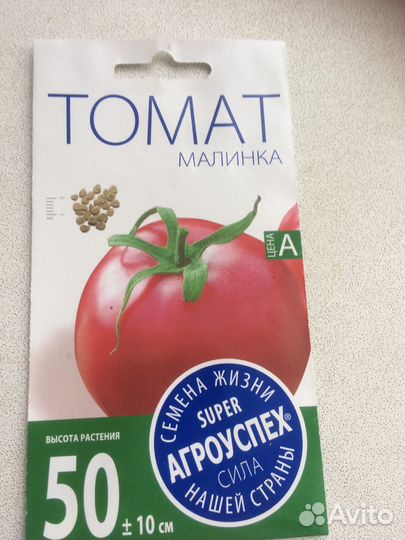 ТОМАТ
МАЛИНКА
ЦЕНА А
СЕМЕНА ЖИЗНИ
SUPER
АГРОУСПЕХ®
СИЛА
НАШЕЙ СТРАНЫ
ВЫСОТА РАСТЕНИЯ
50 ± 10 см
Avito